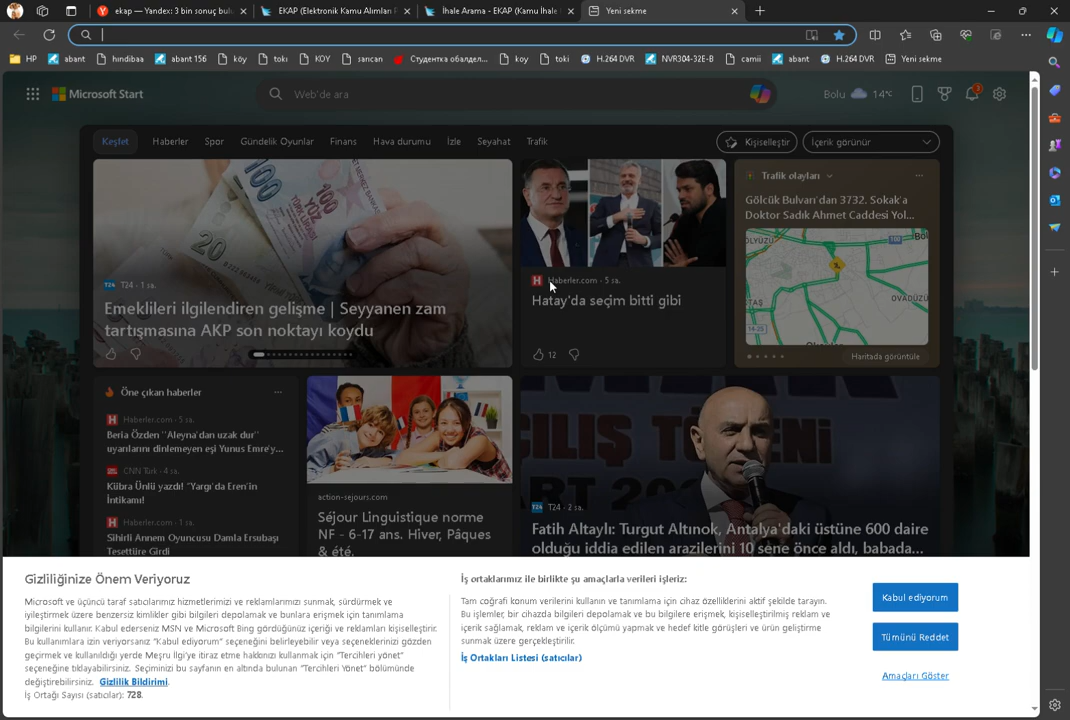 ekap — Yandex: 3 bin sonuç bulu
EKAP (Elektronik Kamu Alımları P
İhale Arama - EKAP (Kamu İhale
Yeni sekme
HP
abant
hındıbaa
abant 156
köy
tokı
KÖY
sarıcan
Студентка обалдел...
koy
toki
H.264 DVR
NVR304-32E-B
camii
abant
H.264 DVR
Yeni sekme
Microsoft Start
Web'de ara
Bolu 14°C
Keşfet
Haberler
Spor
Gündelik Oyunlar
Finans
Hava durumu
İzle
Seyahat
Trafik
Kişiselleştir
İçerik görünür
T24 · 1 sa.
Emeklileri ilgilendiren gelişme | Seyyanen zam
tartışmasına AKP son noktayı koydu
Haberler.com · 5 sa.
Hatay'da seçim bitti gibi
12
Trafik olayları
Gölcük Bulvarı'dan 3732. Sokak'a
Doktor Sadık Ahmet Caddesi Yol...
Haritada görüntüle
Öne çıkan haberler
Haberler.com · 5 sa.
Beria Özden ''Aleyna'dan uzak dur''
uyarılarını dinlemeyen eşi Yunus Emre'y...
CNN Türk · 4 sa.
Kübra Ünlü yazdı! "Yargı'da Eren'in
İntikamı!
Haberler.com · 1 sa.
Sihirli Annem Oyuncusu Damla Ersubaşı
Tesettüre Girdi
action-sejours.com
Séjour Linguistique norme
NF - 6-17 ans. Hiver, Pâques
& été.
T24 · 2 sa.
Fatih Altaylı: Turgut Altınok, Antalya'daki üstüne 600 daire
olduğu iddia edilen arazilerini 10 sene önce aldı, babada...
Gizliliğinize Önem Veriyoruz
Microsoft ve üçüncü taraf satıcılarımız hizmetlerimizi ve reklamlarımızı sunmak, sürdürmek ve
iyileştirmek üzere benzersiz kimlikler gibi bilgileri depolamak ve bunlara erişmek için tanımlama
bilgilerini kullanır. Kabul ederseniz MSN ve Microsoft Bing gördüğünüz içeriği ve reklamları kişiselleştirir.
Bu kullanımlara izin veriyorsanız "Kabul ediyorum" seçeneğini belirleyebilir veya seçeneklerinizi gözden
geçirmek ve kullanıldığı yerde Meşru İlgi'ye itiraz etme hakkınızı kullanmak için "Tercihleri yönet"
seçeneğine tıklayabilirsiniz. Seçiminizi bu sayfanın en altında bulunan "Tercihleri Yönet" bölümünde
değiştirebilirsiniz. Gizlilik Bildirimi.
İş Ortağı Sayısı (satıcılar): 728.
İş ortaklarımız ile birlikte şu amaçlarla verileri işleriz:
Tam coğrafi konum verilerini kullanın ve tanımlama için cihaz özelliklerini aktif şekilde tarayın.
Bu işlemler, bir cihazda bilgileri depolamak ve bu bilgilere erişmek, kişiselleştirilmiş reklam ve
içerik sağlamak, reklam ve içerik ölçümü yapmak ve hedef kitle görüşleri ve ürün geliştirme
sunmak üzere gerçekleştirilir.
İş Ortakları Listesi (satıcılar)
Kabul ediyorum
Tümünü Reddet
Amaçları Göster